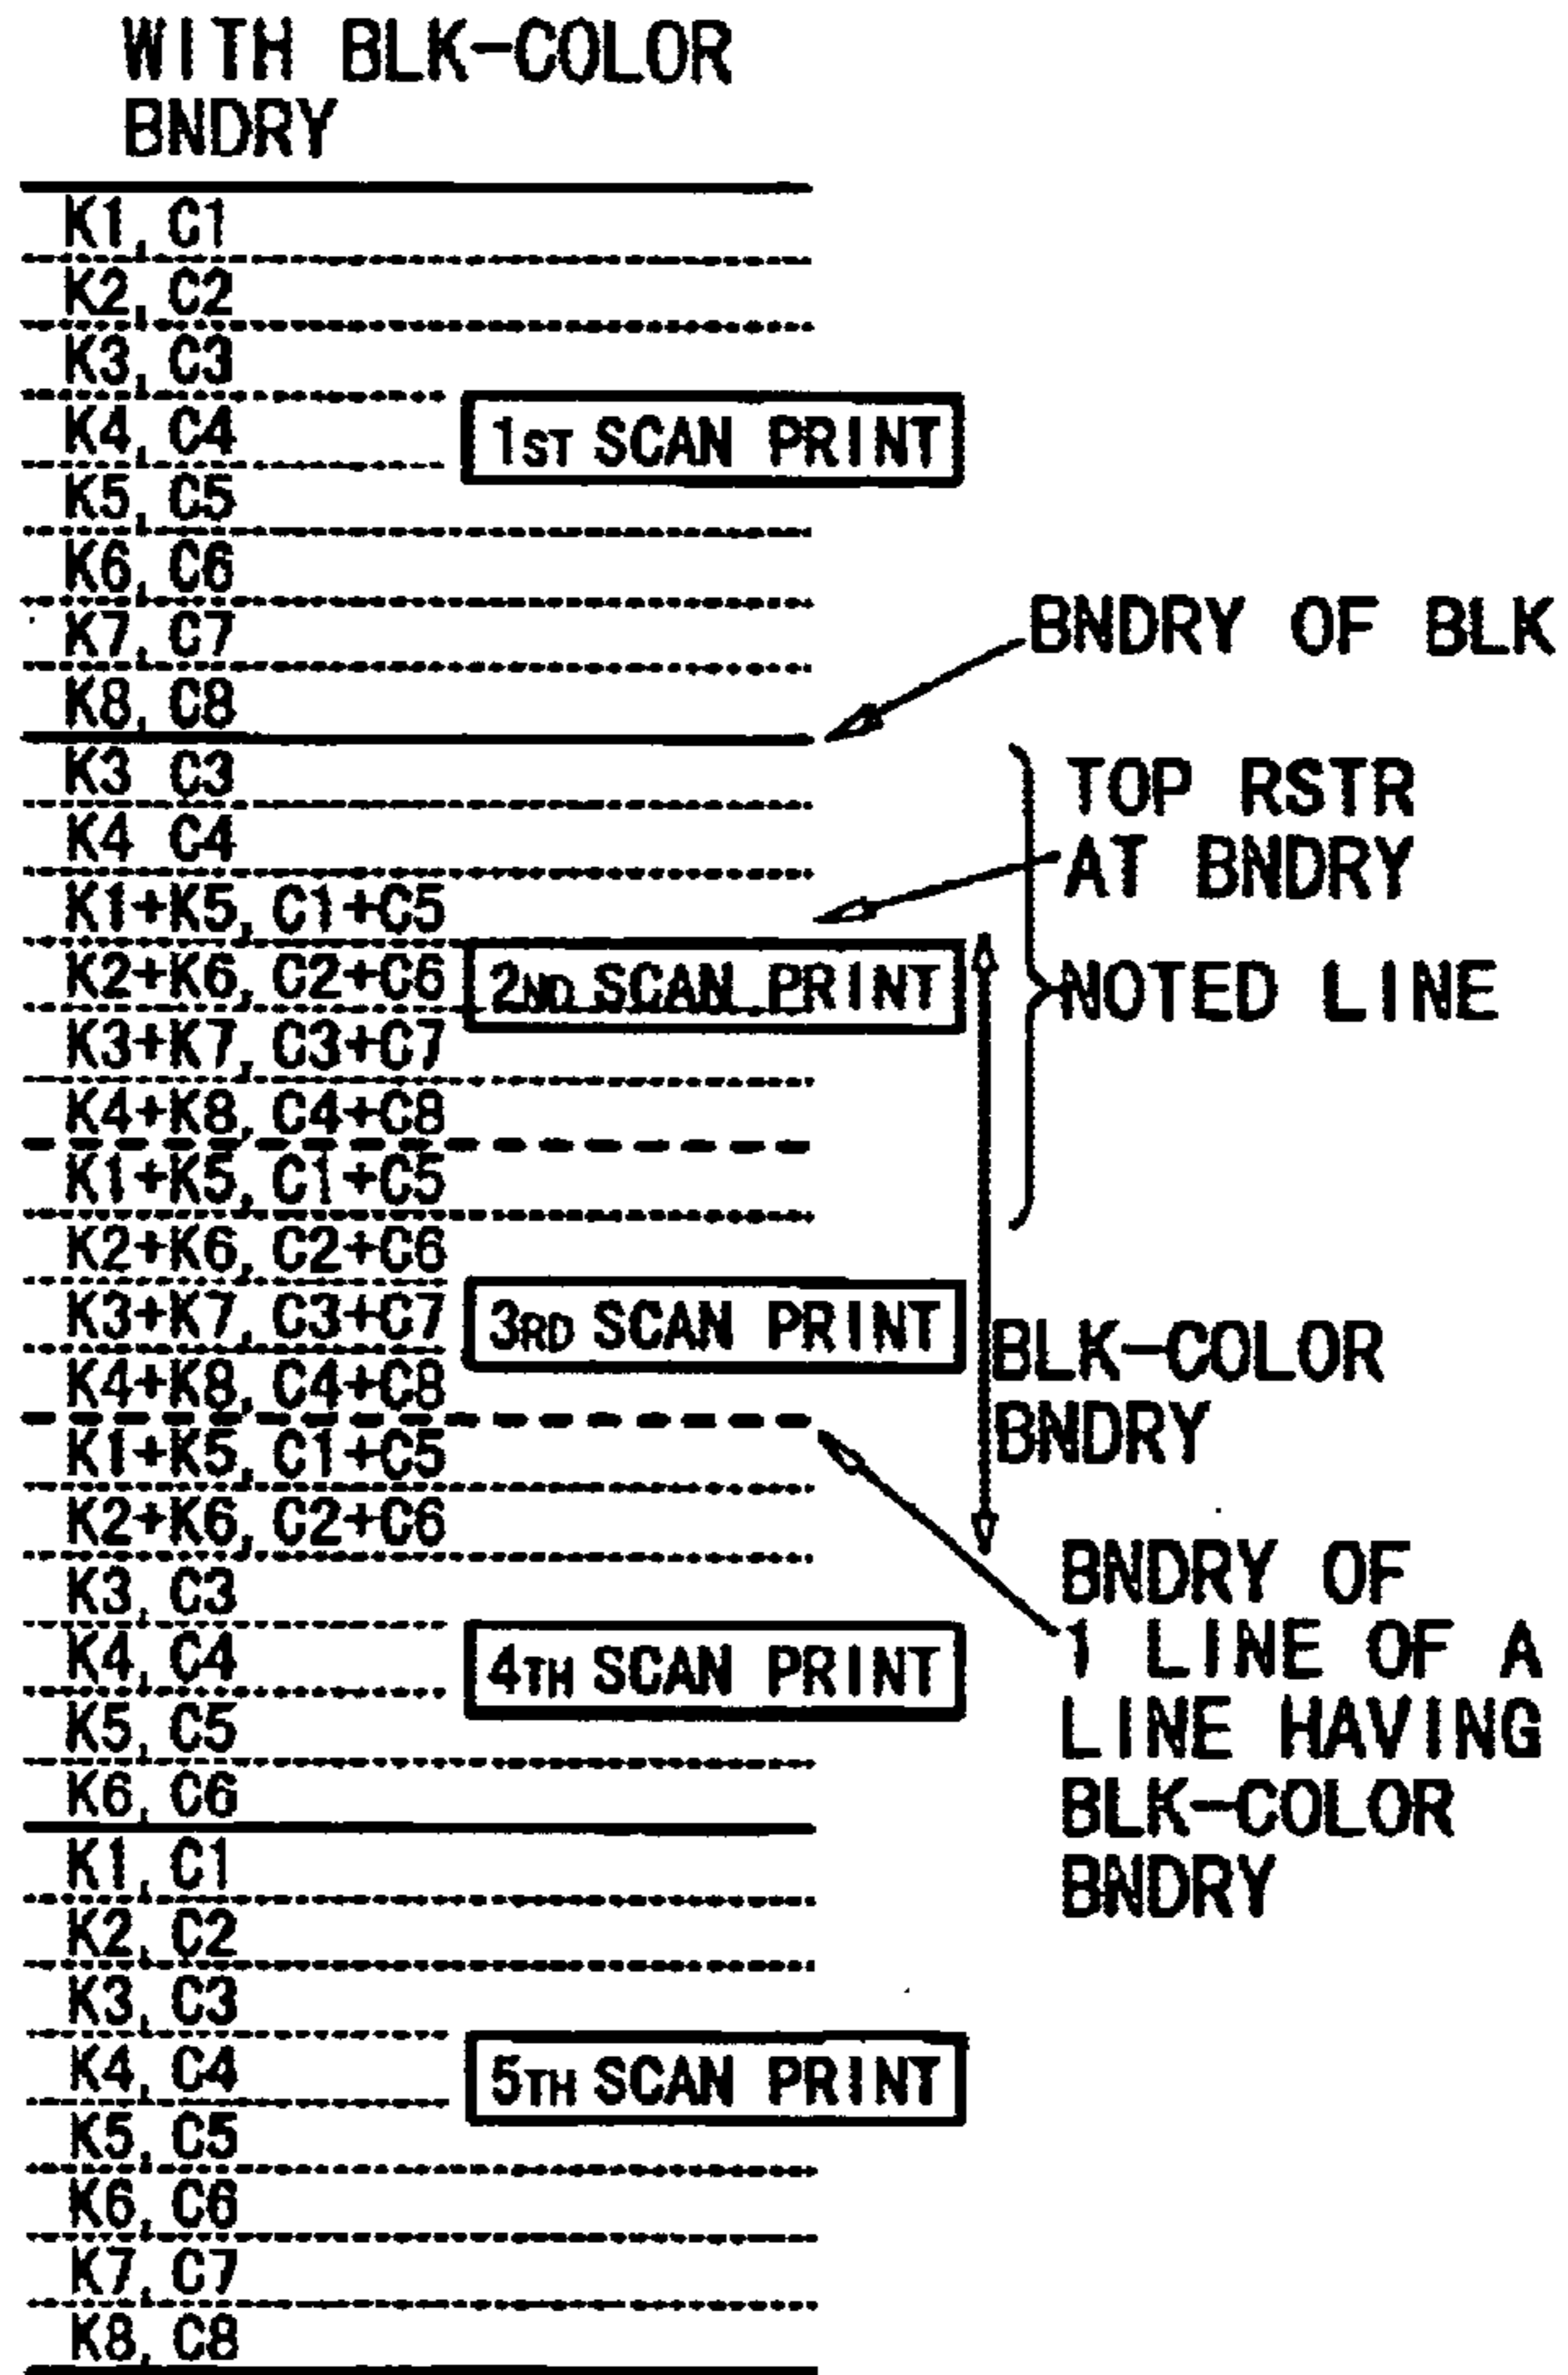 WITH BLK-COLOR
BNDRY
K1, C1
K2, C2
K3, C3
K4, C4
1ST SCAN PRINT
K5, C5
K6, C6
K7, C7
BNDRY OF BLK
K8, C8
K3 C3
TOP RSTR
AT BNDRY
K4 C4
K1+K5, C1+C5
K2+K6, C2+C6
2ND SCAN PRINT
NOTED LINE
K3+K7, C3+C7
K4+K8, C4+C8
K1+K5, C1+C5
K2+K6, C2+C6
K3+K7, C3+C7
3RD SCAN PRINT
BLK-COLOR
BNDRY
K4+K8, C4+C8
K1+K5, C1+C5
K2+K6, C2+C6
BNDRY OF
1 LINE OF A
LINE HAVING
BLK-COLOR
BNDRY
K3, C3
K4, C4
4TH SCAN PRINT
K5, C5
K6, C6
K1, C1
K2, C2
K3, C3
K4, C4
5TH SCAN PRINT
K5, C5
K6, C6
K7, C7
K8, C8